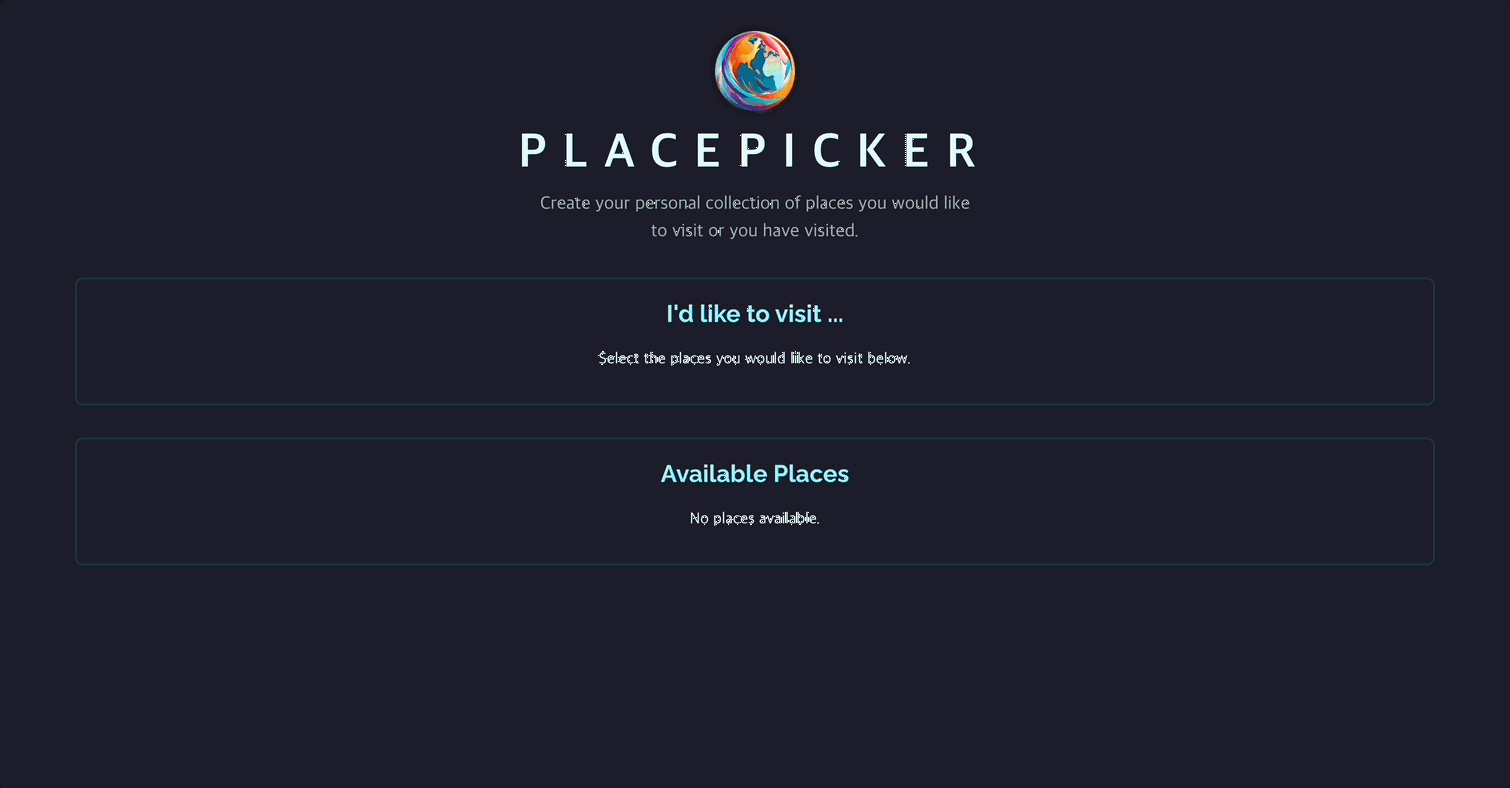 PLACEPICKER
Create your personal collection of places you would like
to visit or you have visited.
I'd like to visit ...
Select the places you would like to visit below.
Available Places
No places available.